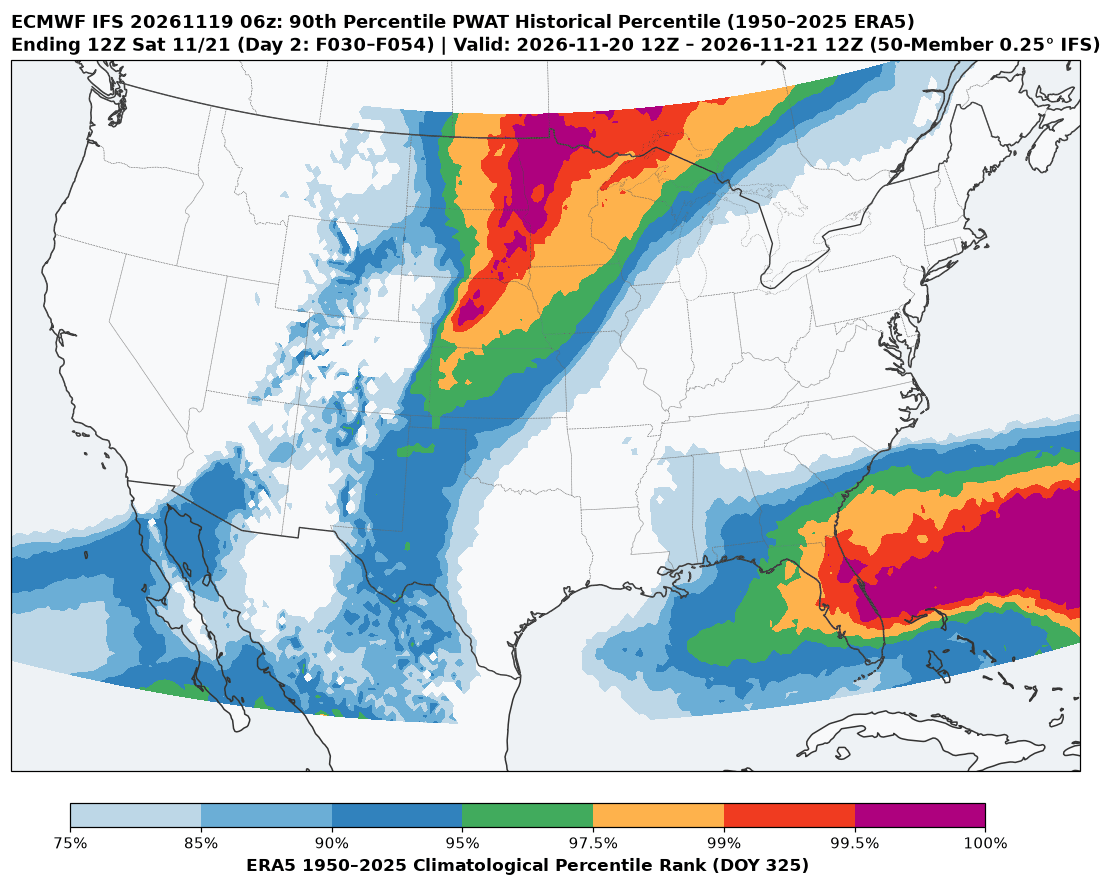 ECMWF IFS 20261119 06z: 90th Percentile PWAT Historical Percentile (1950–2025 ERA5)
Ending 12Z Sat 11/21 (Day 2: F030–F054) | Valid: 2026-11-20 12Z – 2026-11-21 12Z (50-Member 0.25° IFS)
75% 85% 90% 95% 97.5% 99% 99.5% 100%
ERA5 1950–2025 Climatological Percentile Rank (DOY 325)